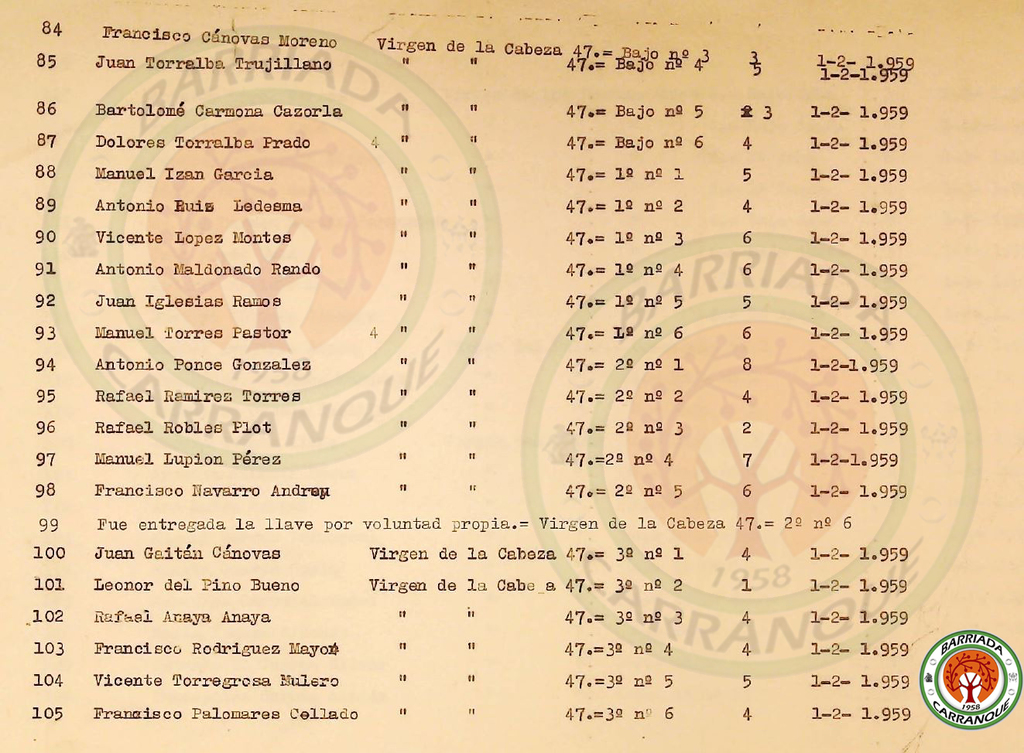 84 Francisco Cánovas Moreno Virgen de la Cabeza 47.= Bajo nº 3 3
85 Juan Torralba Trujillano " " 47.= Bajo nº 4 5 1-2- 1.959
1-2-1.959
86 Bartolomé Carmona Cazorla " " 47.= Bajo nº 5 3 1-2- 1.959
87 Dolores Torralba Prado 4 " " 47.= Bajo nº 6 4 1-2- 1.959
88 Manuel Izan Garcia " " 47.= 1º nº 1 5 1-2- 1.959
89 Antonio Ruiz Ledesma " " 47.= 1º nº 2 4 1-2- 1.959
90 Vicente Lopez Montes " " 47.= 1º nº 3 6 1-2- 1.959
91 Antonio Maldonado Rando " " 47.= 1º nº 4 6 1-2- 1.959
92 Juan Iglesias Ramos " " 47.= 1º nº 5 5 1-2- 1.959
93 Manuel Torres Pastor 4 " " 47.= 1º nº 6 6 1-2- 1.959
94 Antonio Ponce Gonzalez " " 47.= 2º nº 1 8 1-2-1.959
95 Rafael Ramirez Torres " " 47.= 2º nº 2 4 1-2- 1.959
96 Rafael Robles Plot " " 47.= 2º nº 3 2 1-2- 1.959
97 Manuel Lupion Pérez " " 47.=2º nº 4 7 1-2-1.959
98 Francisco Navarro Andreu " " 47.= 2º nº 5 6 1-2- 1.959
99 Fue entregada la llave por voluntad propia.= Virgen de la Cabeza 47.= 2º nº 6
100 Juan Gaitán Cánovas Virgen de la Cabeza 47.= 3º nº 1 4 1-2- 1.959
101 Leonor del Pino Bueno Virgen de la Cabe a 47.= 3º nº 2 1 1-2- 1.959
102 Rafael Anaya Anaya " " 47.= 3º nº 3 4 1-2- 1.959
103 Francisco Rodriguez Mayor " " 47.=3º nº 4 4 1-2- 1.959
104 Vicente Torregrosa Mulero " " 47.=3º nº 5 5 1-2- 1.959
105 Francisco Palomares Collado " " 47.=3º nº 6 4 1-2- 1.959
BARRIADA
1958
CARRANQUE
BARRIADA
1958
CARRANQUE
BARRIADA
1958
CARRANQUE